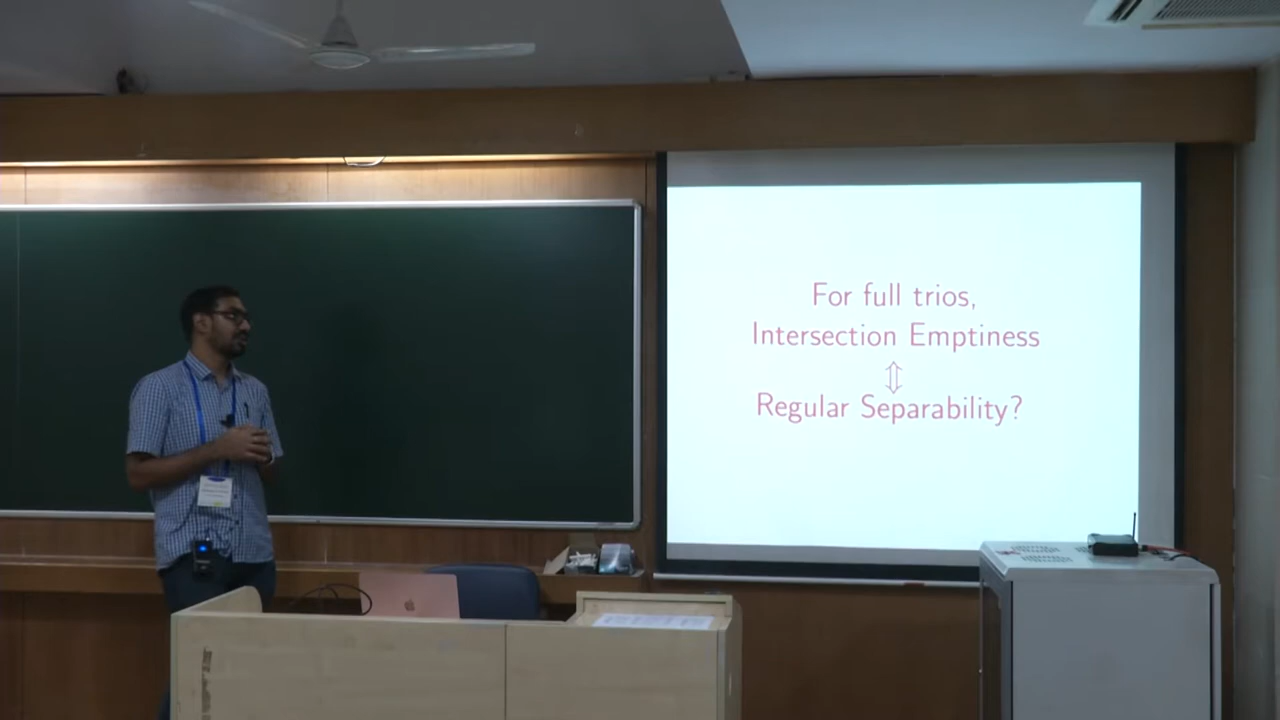 For full trios,
Intersection Emptiness
⇕
Regular Separability?